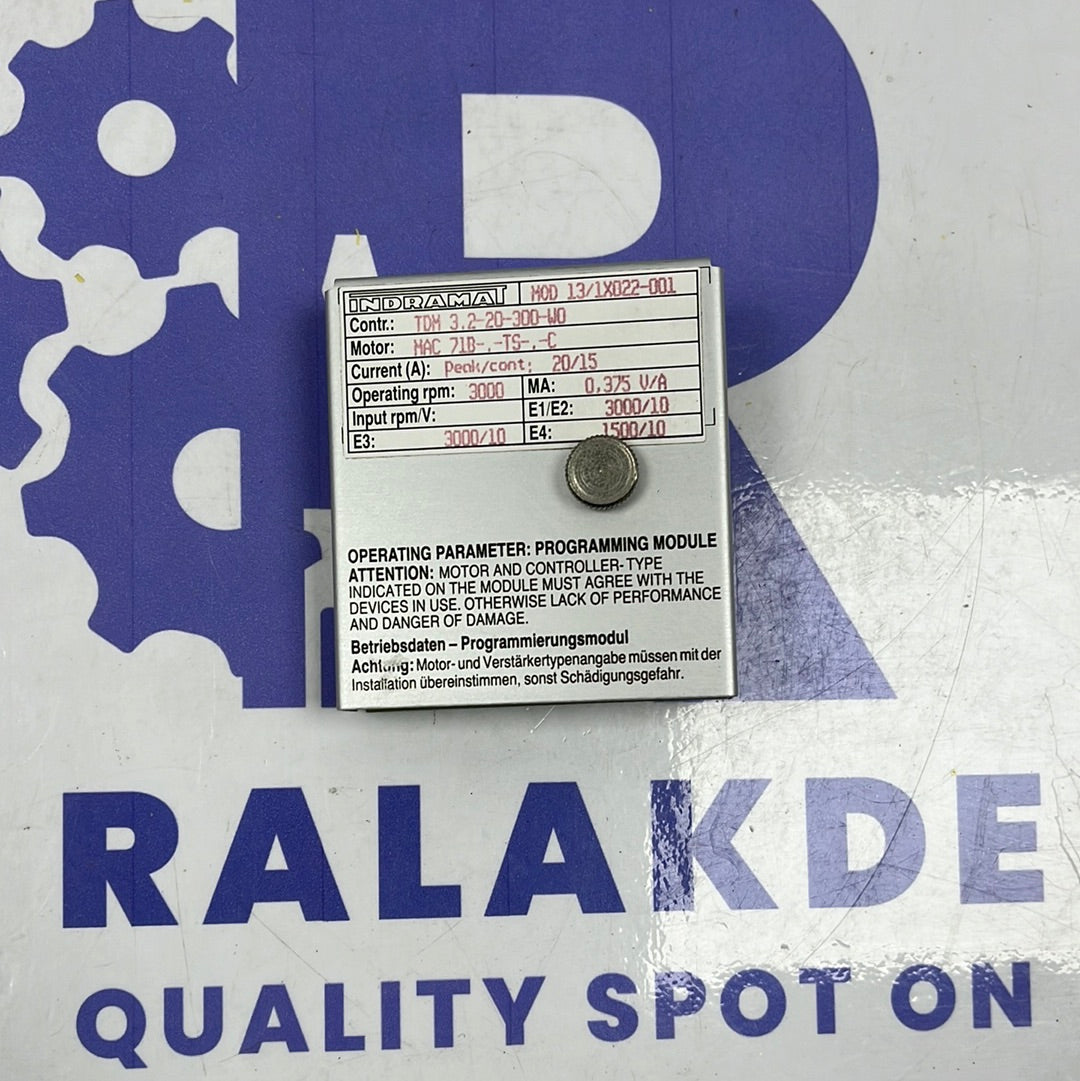 INDRAMAT MOD 13/1X022-001
Contr.: TDM 3.2-20-300-W0
Motor: MAC 71B-.-TS-.-C
Current (A): Peak/cont: 20/15
Operating rpm: 3000 MA: 0,375 V/A
Input rpm/V: E1/E2: 3000/10
E3: 3000/10 E4: 1500/10
OPERATING PARAMETER: PROGRAMMING MODULE
ATTENTION: MOTOR AND CONTROLLER-TYPE
INDICATED ON THE MODULE MUST AGREE WITH THE
DEVICES IN USE. OTHERWISE LACK OF PERFORMANCE
AND DANGER OF DAMAGE.
Betriebsdaten – Programmierungsmodul
Achtung: Motor- und Verstärkertypenangabe müssen mit der
Installation übereinstimmen, sonst Schädigungsgefahr.
RALAKDE
QUALITY SPOT ON